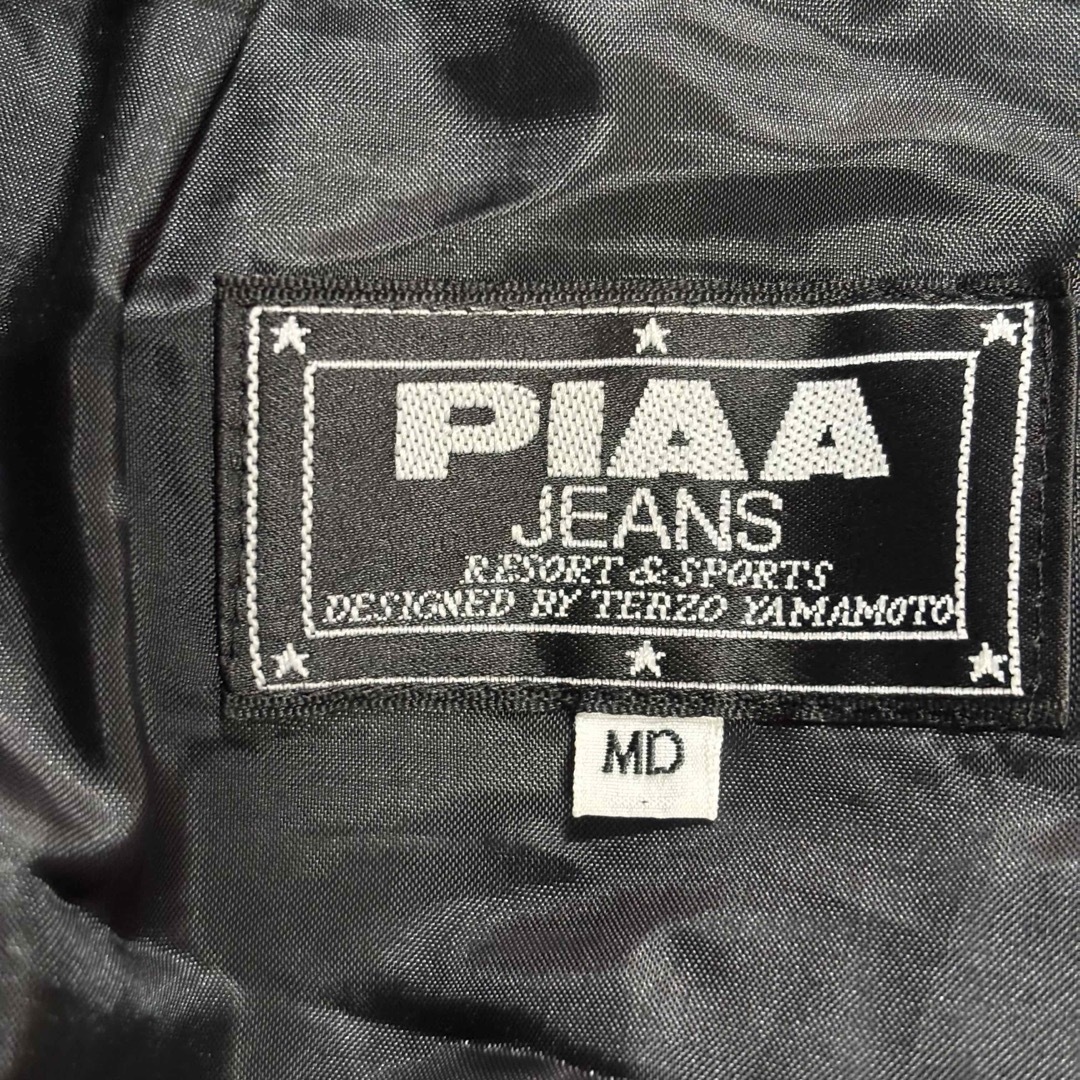 PIAA
JEANS
RESORT & SPORTS
DESIGNED BY TERZO YAMAMOTO
MD